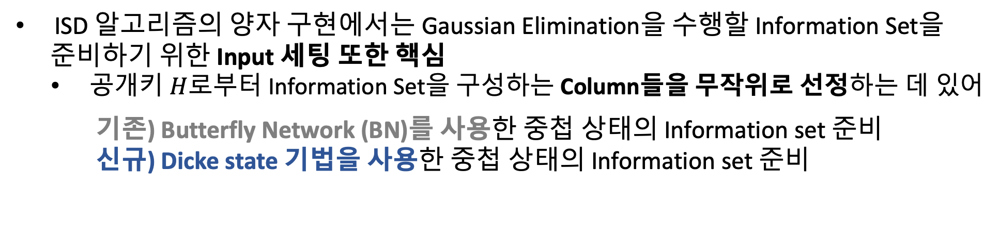 • ISD 알고리즘의 양자 구현에서는 Gaussian Elimination을 수행할 Information Set을
준비하기 위한 Input 세팅 또한 핵심
• 공개키 H로부터 Information Set을 구성하는 Column들을 무작위로 선정하는 데 있어
기존) Butterfly Network (BN)를 사용한 중첩 상태의 Information set 준비
신규) Dicke state 기법을 사용한 중첩 상태의 Information set 준비